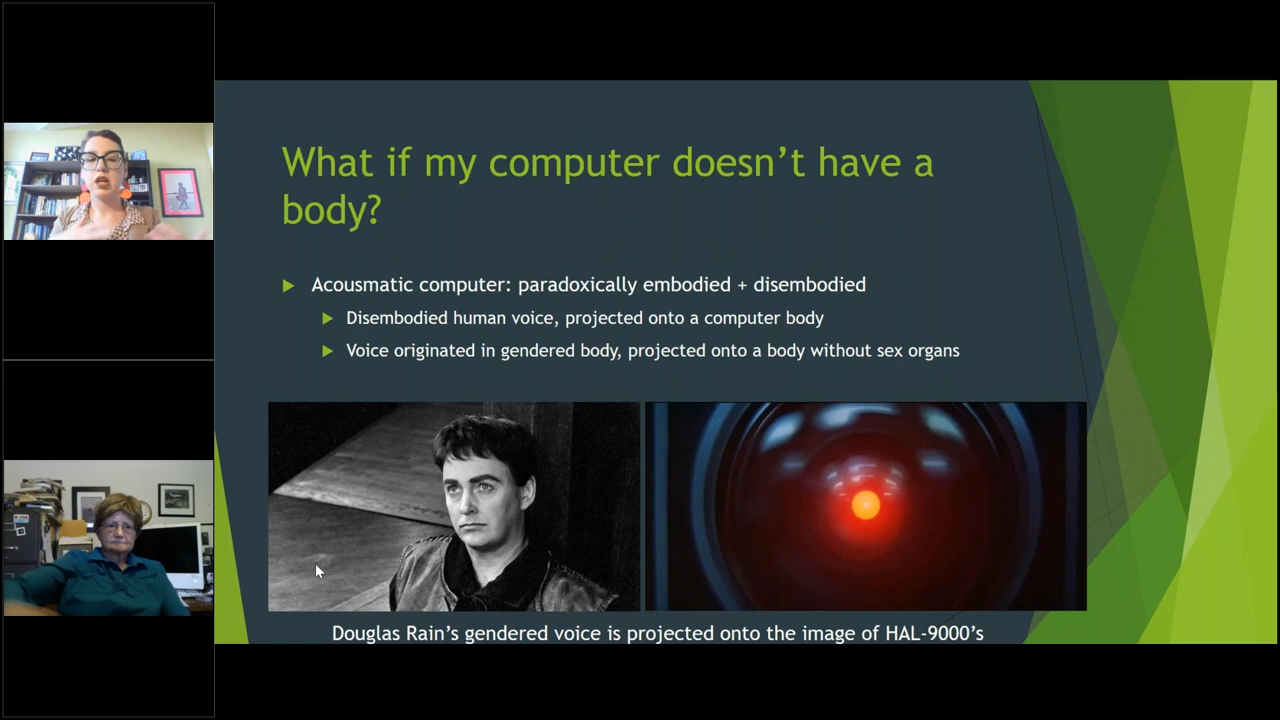 What if my computer doesn't have a
body?
Acousmatic computer: paradoxically embodied + disembodied
Disembodied human voice, projected onto a computer body
Voice originated in gendered body, projected onto a body without sex organs
Douglas Rain's gendered voice is projected onto the image of HAL-9000's